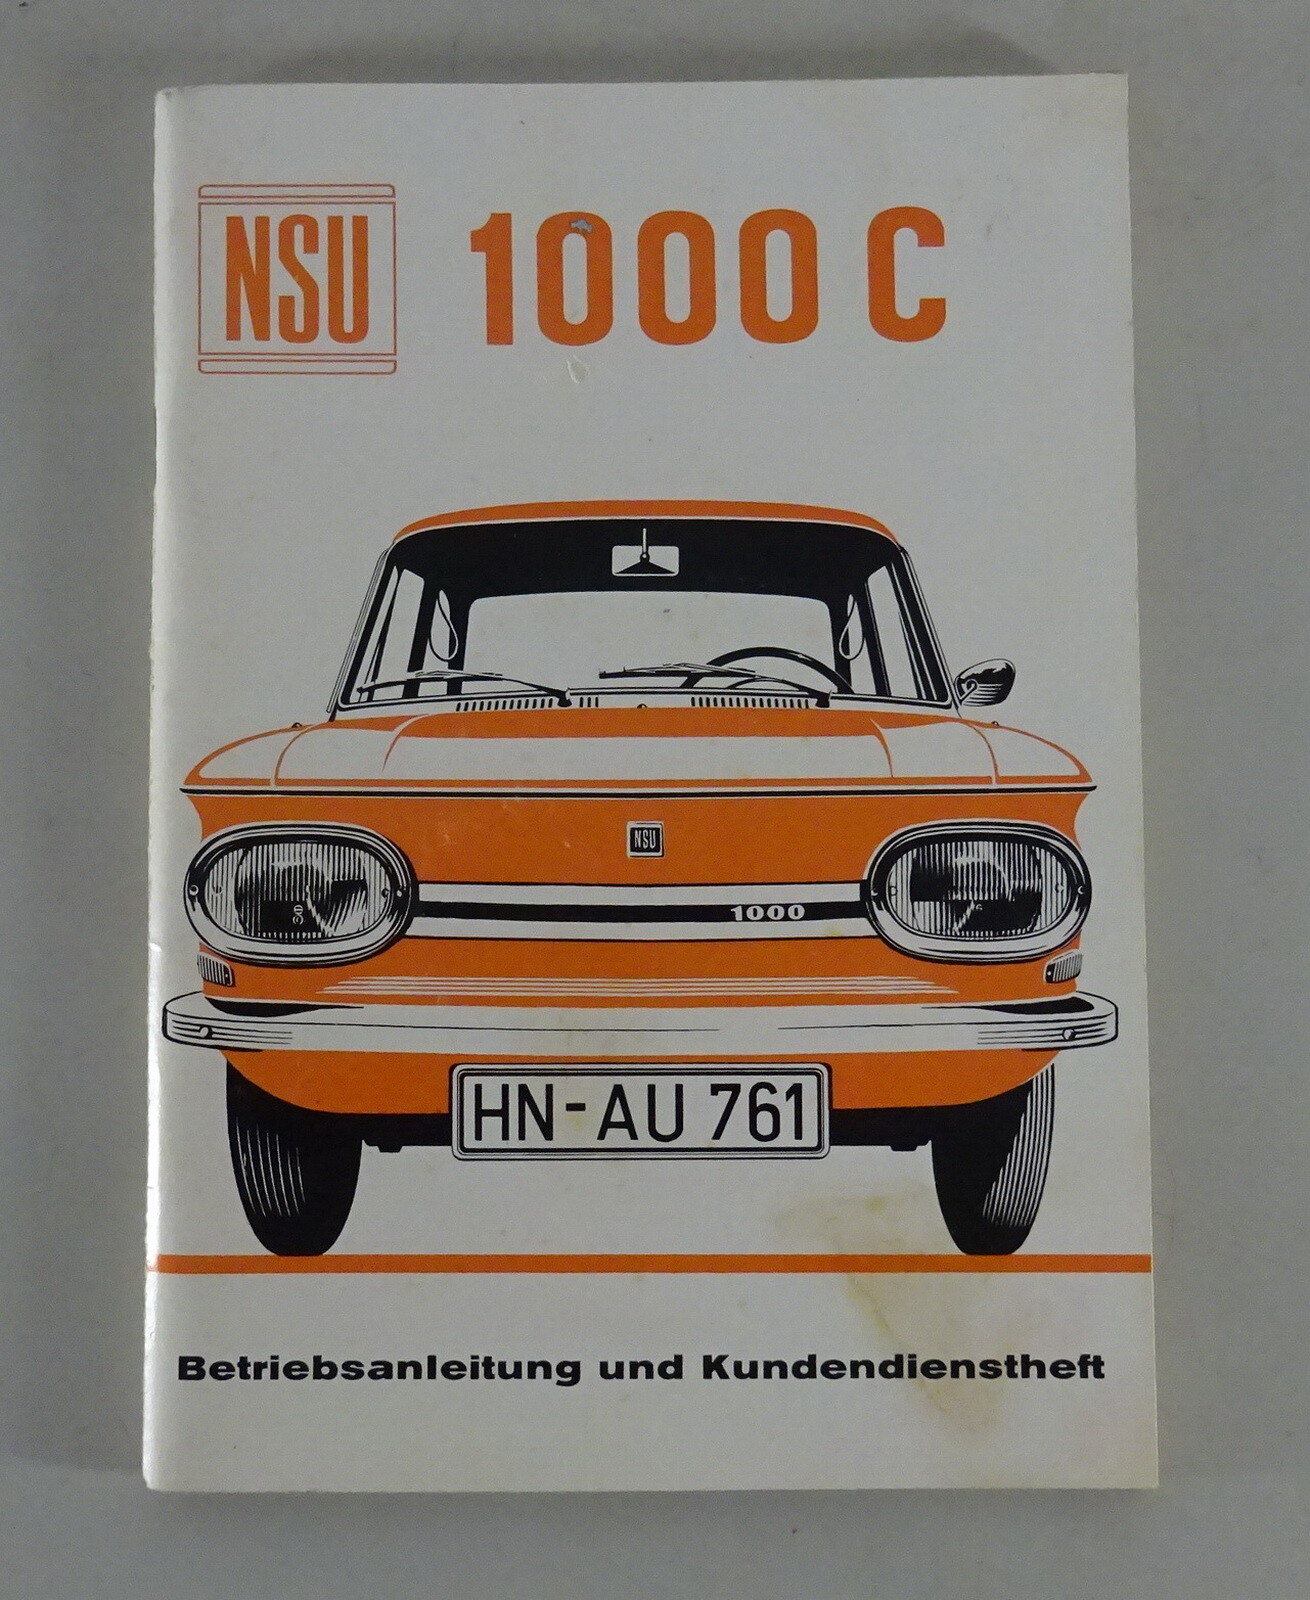 NSU 1000 C
NSU
1000
HN-AU 761
Betriebsanleitung und Kundendienstheft